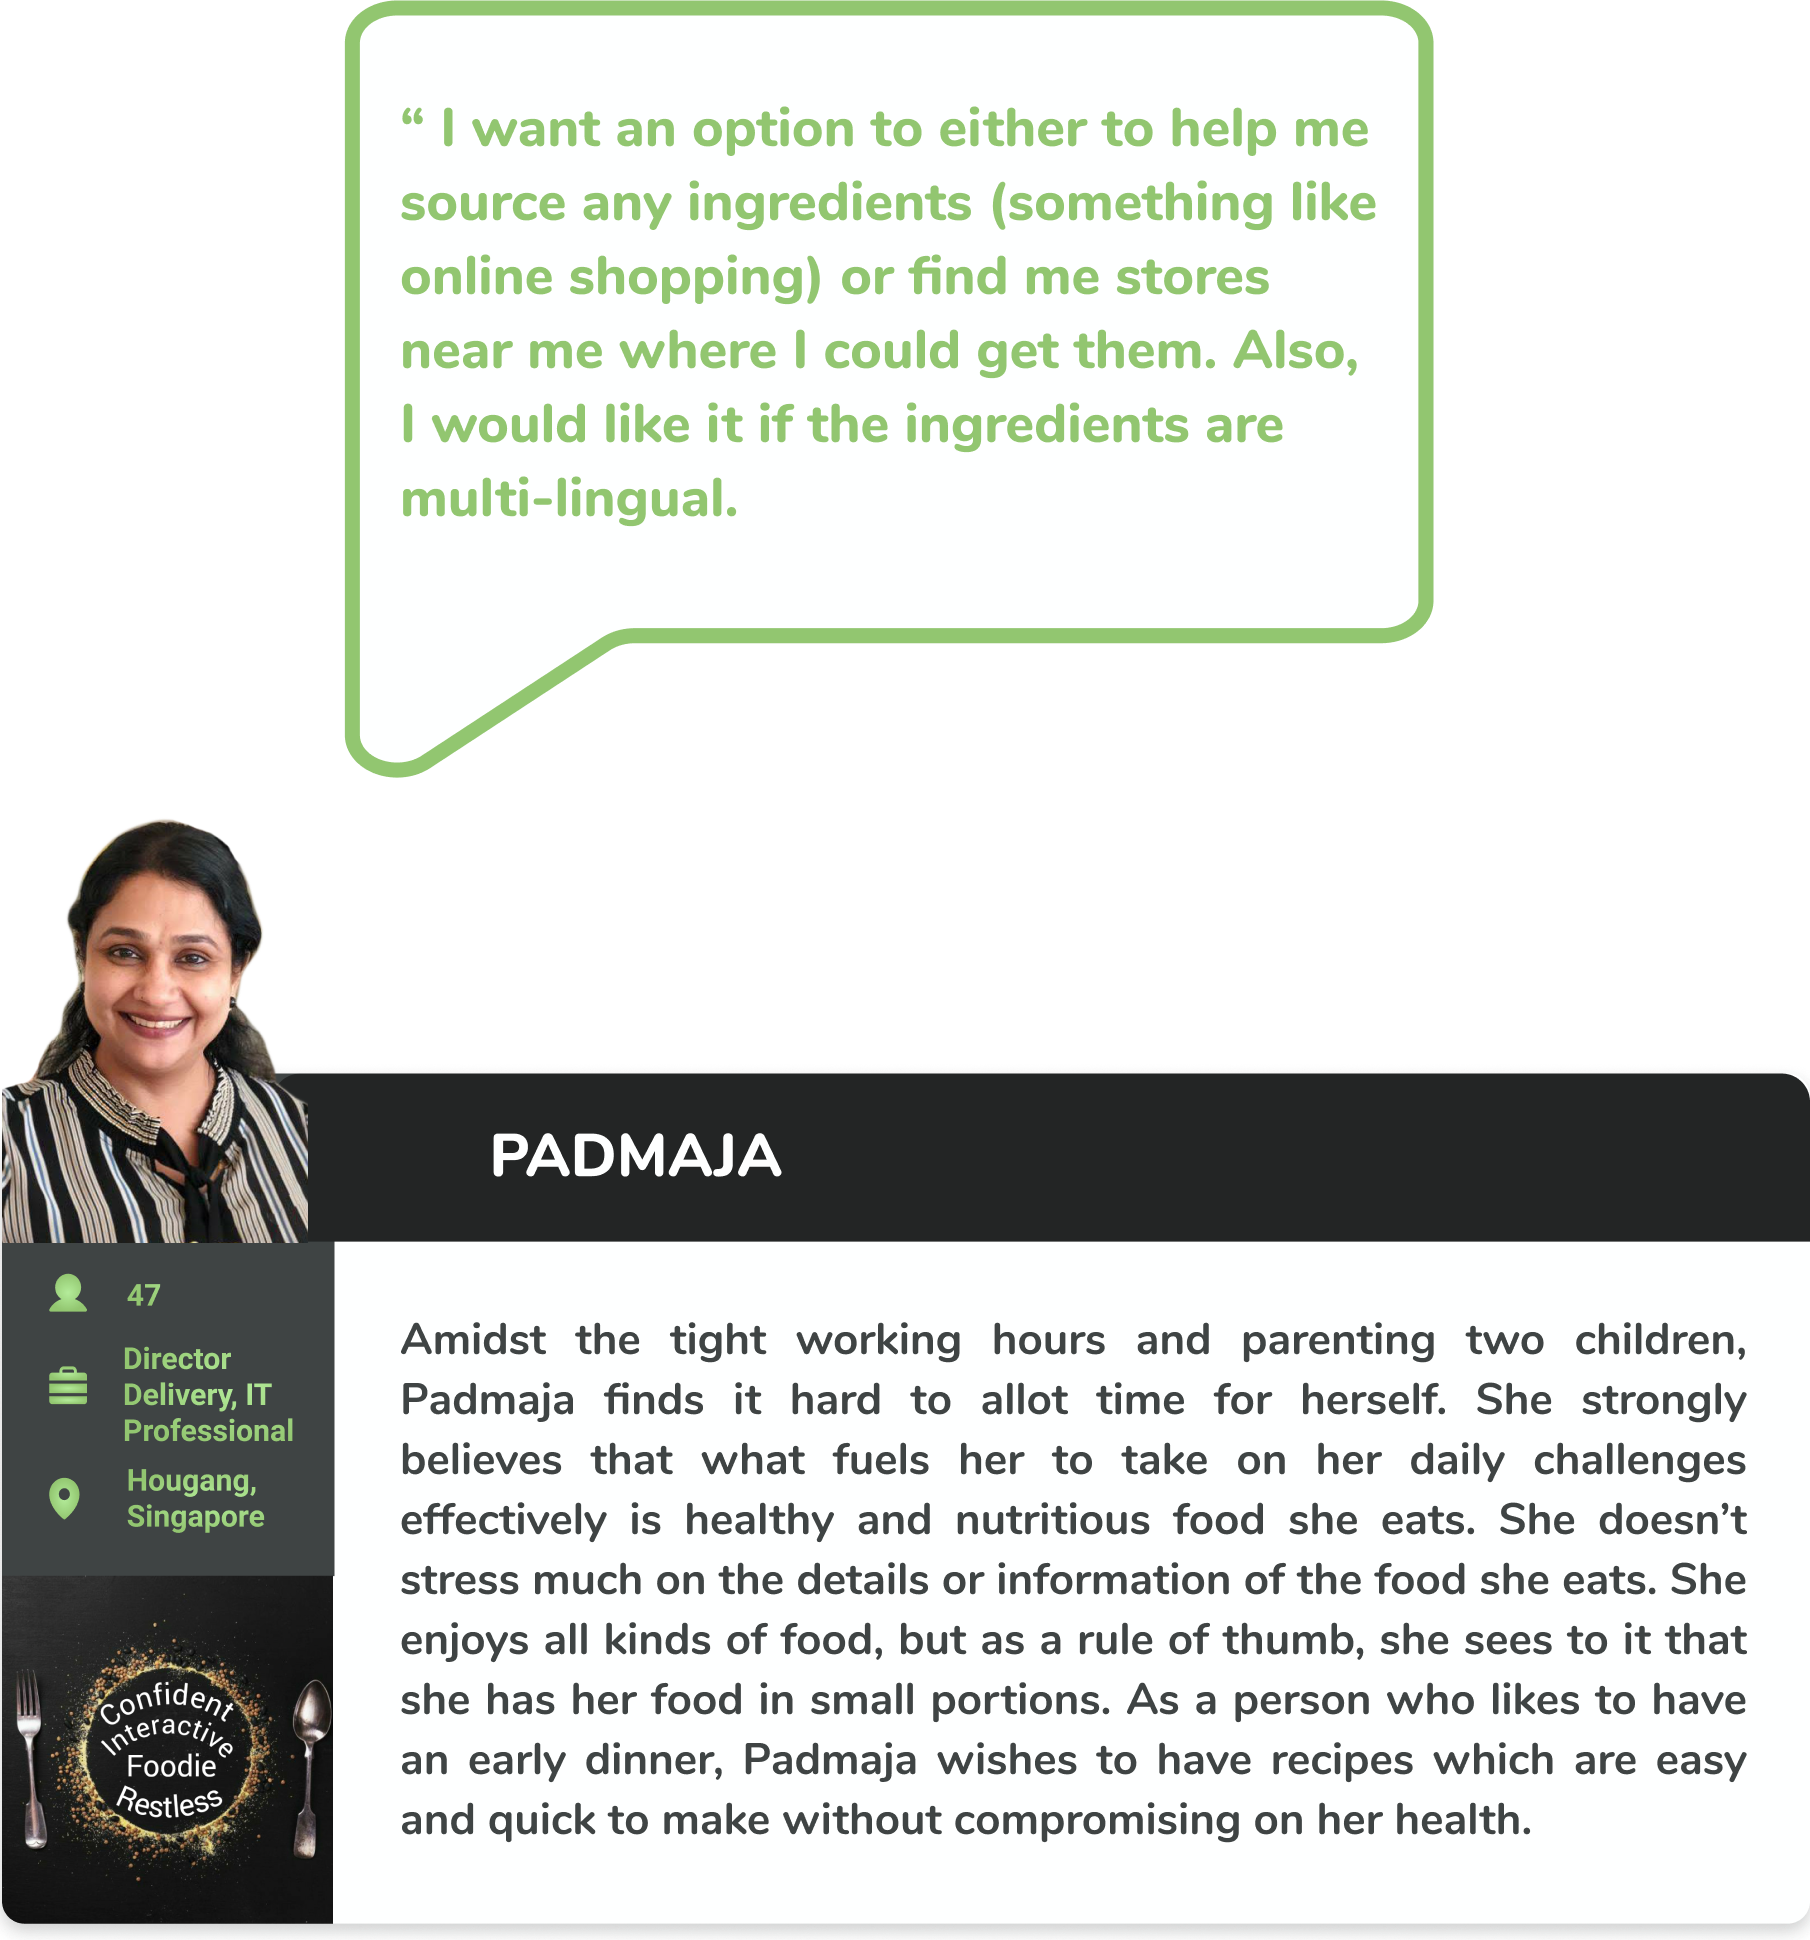 “ I want an option to either to help me
source any ingredients (something like
online shopping) or find me stores
near me where I could get them. Also,
I would like it if the ingredients are
multi-lingual.
PADMAJA
47
Director
Delivery, IT
Professional
Hougang,
Singapore
Confident
Interactive
Foodie
Restless
Amidst the tight working hours and parenting two children,
Padmaja finds it hard to allot time for herself. She strongly
believes that what fuels her to take on her daily challenges
effectively is healthy and nutritious food she eats. She doesn’t
stress much on the details or information of the food she eats. She
enjoys all kinds of food, but as a rule of thumb, she sees to it that
she has her food in small portions. As a person who likes to have
an early dinner, Padmaja wishes to have recipes which are easy
and quick to make without compromising on her health.